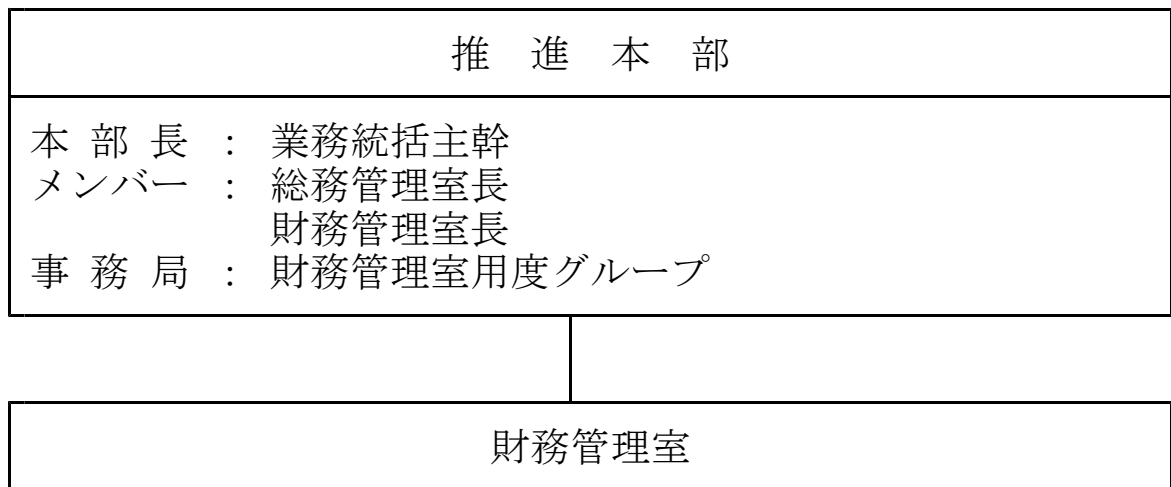 推 進 本 部
本 部 長 : 業務統括主幹
メンバー : 総務管理室長
財務管理室長
事 務 局 : 財務管理室用度グループ
財務管理室